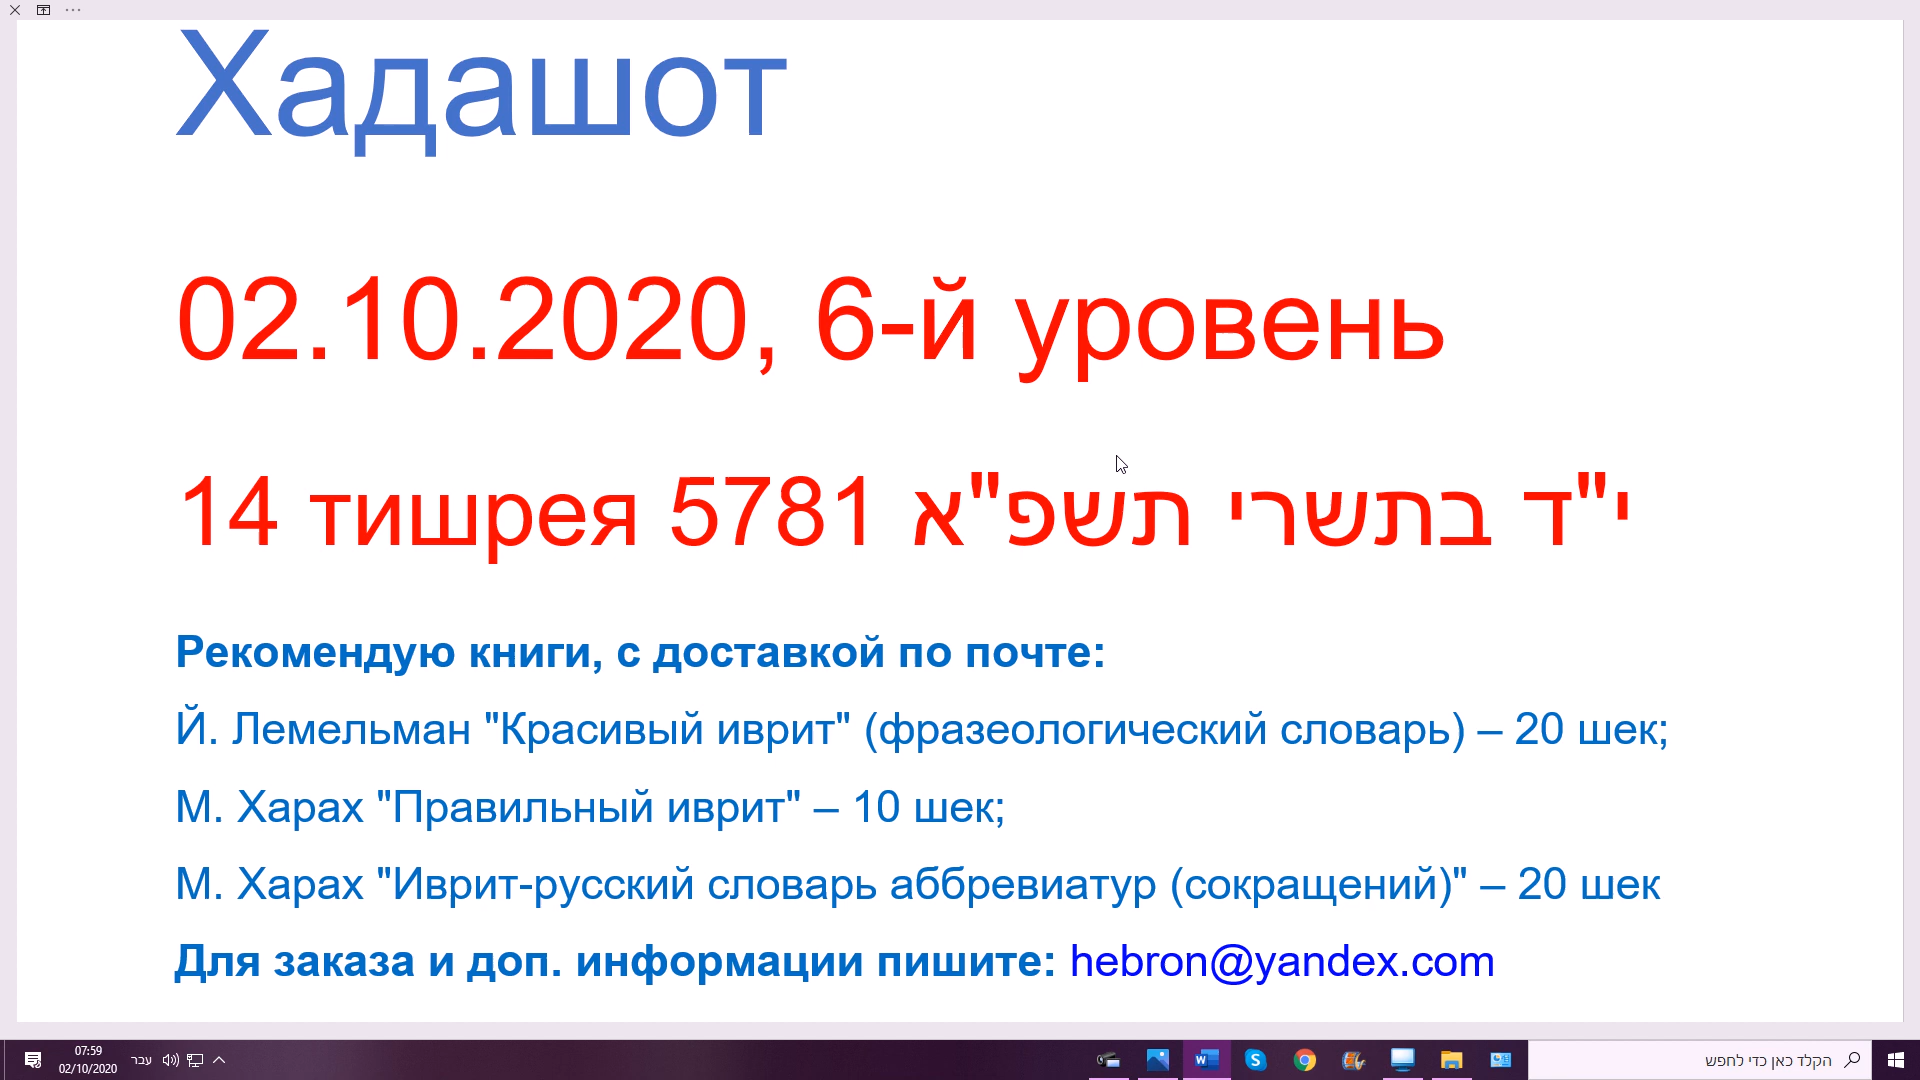 Хадашот
02.10.2020, 6-й уровень
14 тишрея 5781 י"ד בתשרי תשפ"א
Рекомендую книги, с доставкой по почте:
Й. Лемельман "Красивый иврит" (фразеологический словарь) – 20 шек;
М. Харах "Правильный иврит" – 10 шек;
М. Харах "Иврит-русский словарь аббревиатур (сокращений)" – 20 шек
Для заказа и доп. информации пишите: hebron@yandex.com
07:59
02/10/2020
עבר
הקלד כאן כדי לחפש